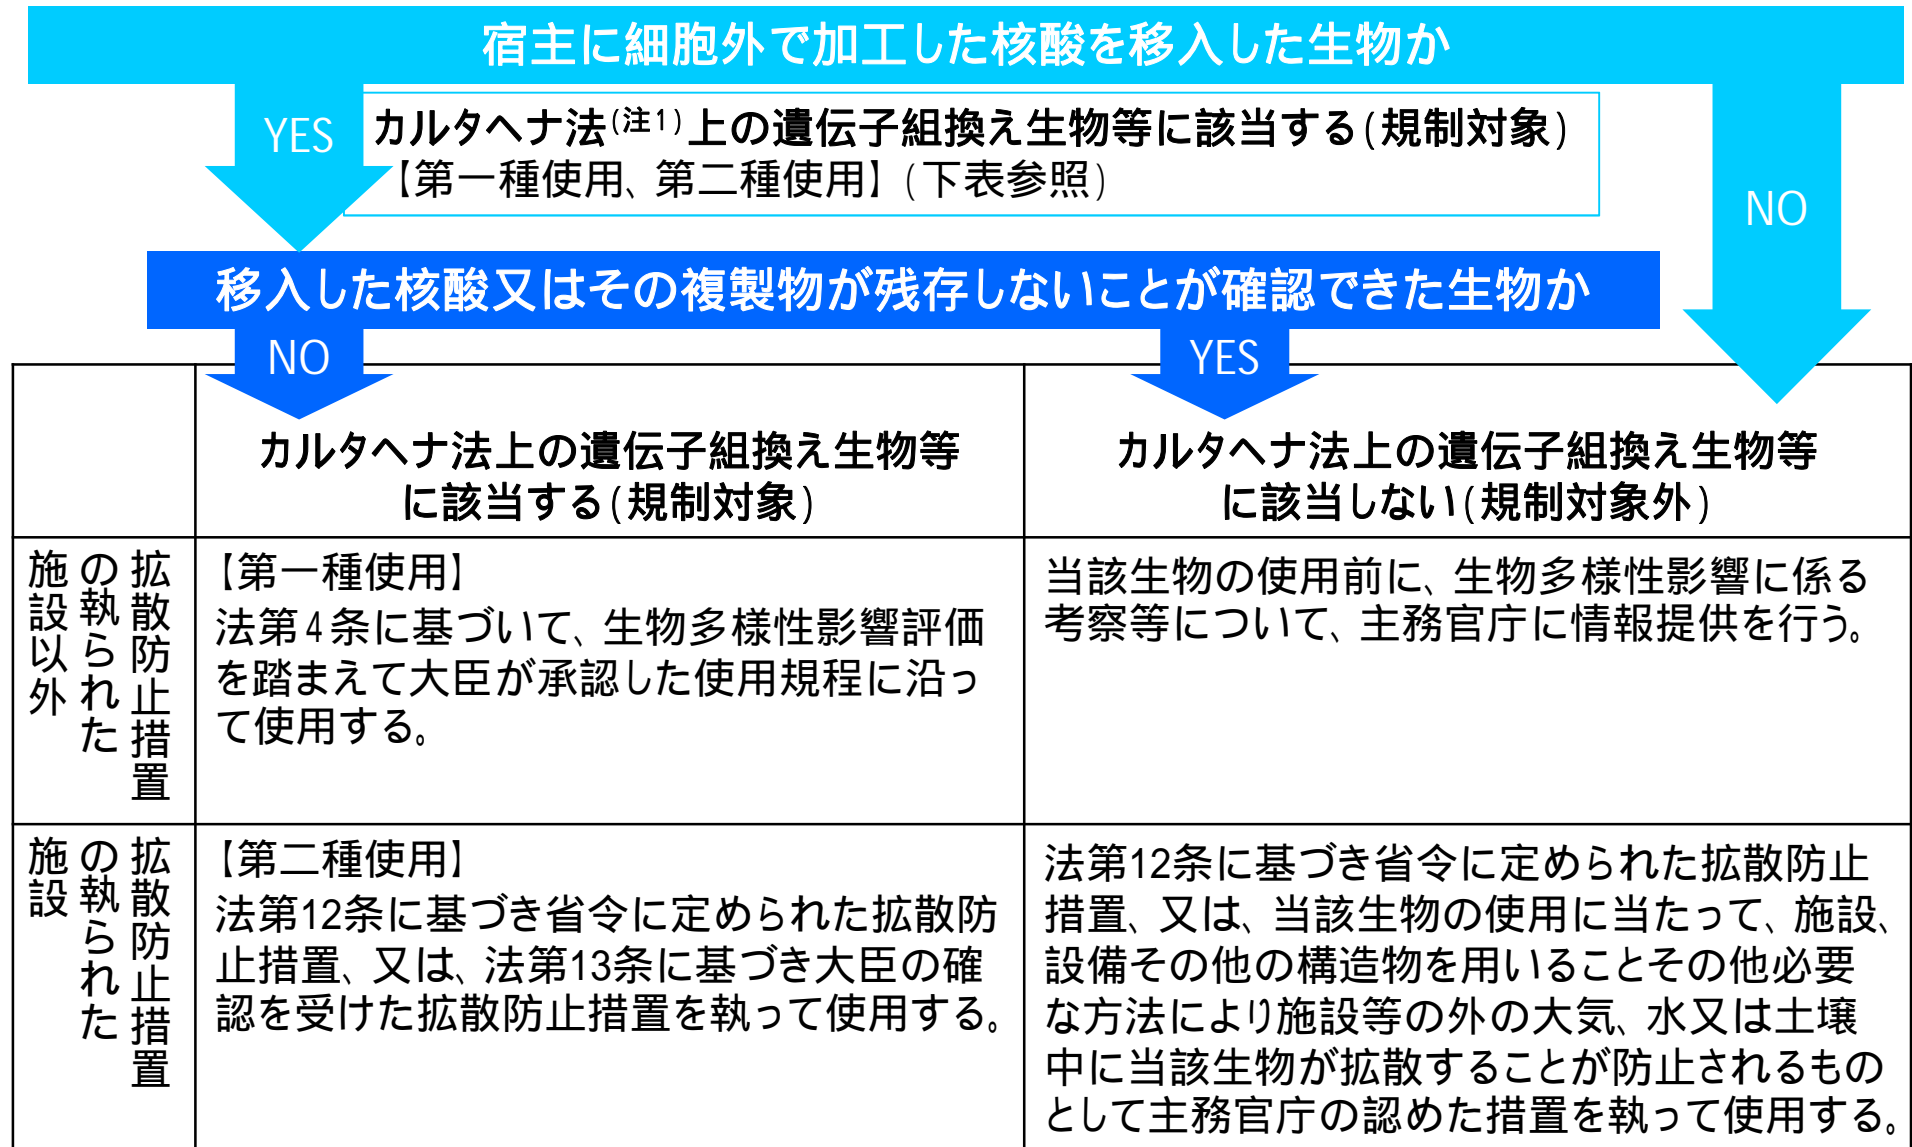 宿主に細胞外で加工した核酸を移入した生物か
YES
カルタヘナ法(注1)上の遺伝子組換え生物等に該当する(規制対象)
【第一種使用、第二種使用】(下表参照)
NO
移入した核酸又はその複製物が残存しないことが確認できた生物か
NO
YES
カルタヘナ法上の遺伝子組換え生物等
に該当する(規制対象)
カルタヘナ法上の遺伝子組換え生物等
に該当しない(規制対象外)
拡散防止措置
の執られた
施設以外
【第一種使用】
法第4条に基づいて、生物多様性影響評価
を踏まえて大臣が承認した使用規程に沿っ
て使用する。
当該生物の使用前に、生物多様性影響に係る
考察等について、主務官庁に情報提供を行う。
拡散防止措置
の執られた
施設
【第二種使用】
法第12条に基づき省令に定められた拡散防
止措置、又は、法第13条に基づき大臣の確
認を受けた拡散防止措置を執って使用する。
法第12条に基づき省令に定められた拡散防止
措置、又は、当該生物の使用に当たって、施設、
設備その他の構造物を用いることその他必要
な方法により施設等の外の大気、水又は土壌
中に当該生物が拡散することが防止されるもの
として主務官庁の認めた措置を執って使用する。